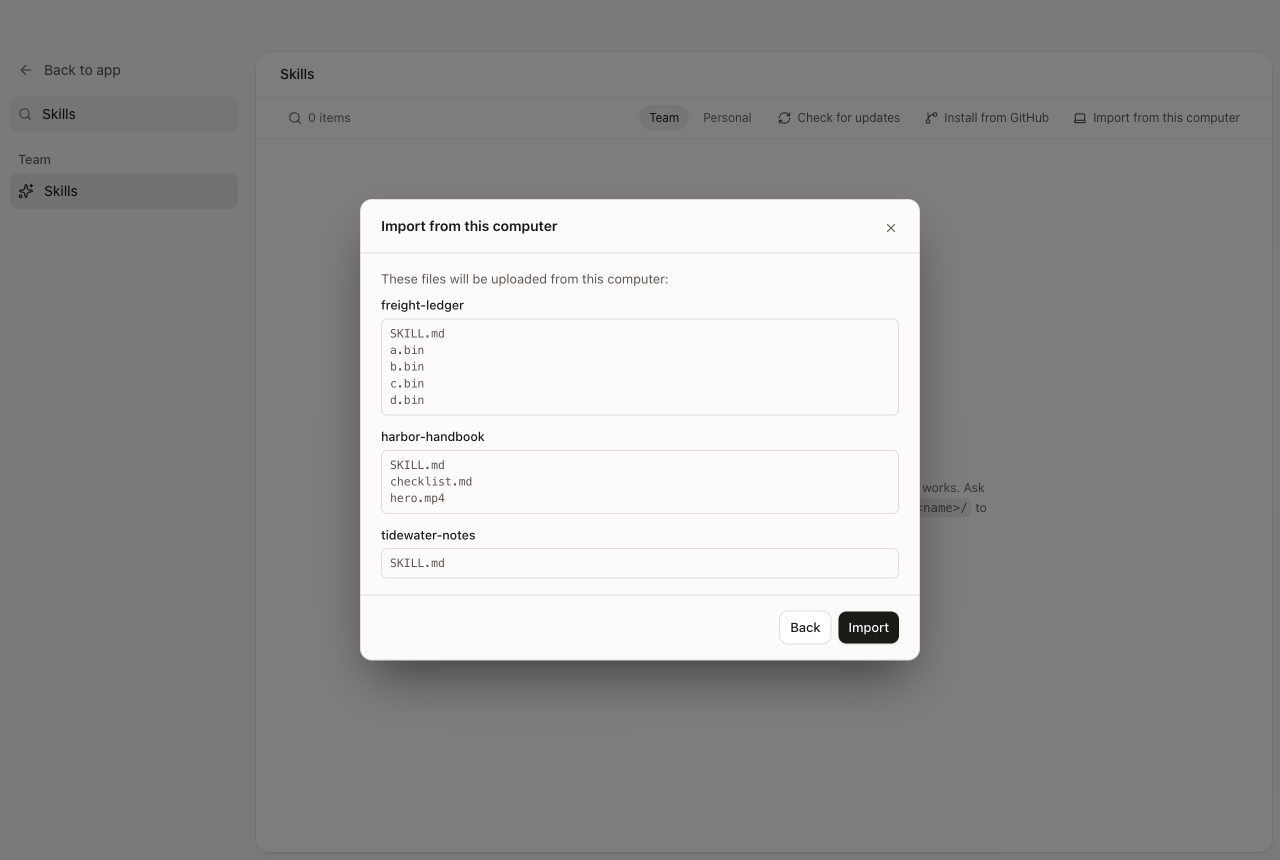 Back to app
Skills
Team
Skills
Skills
0 items
Team
Personal
Check for updates
Install from GitHub
Import from this computer
works. Ask
<name>/ to
Import from this computer
These files will be uploaded from this computer:
freight-ledger
SKILL.md
a.bin
b.bin
c.bin
d.bin
harbor-handbook
SKILL.md
checklist.md
hero.mp4
tidewater-notes
SKILL.md
Back
Import